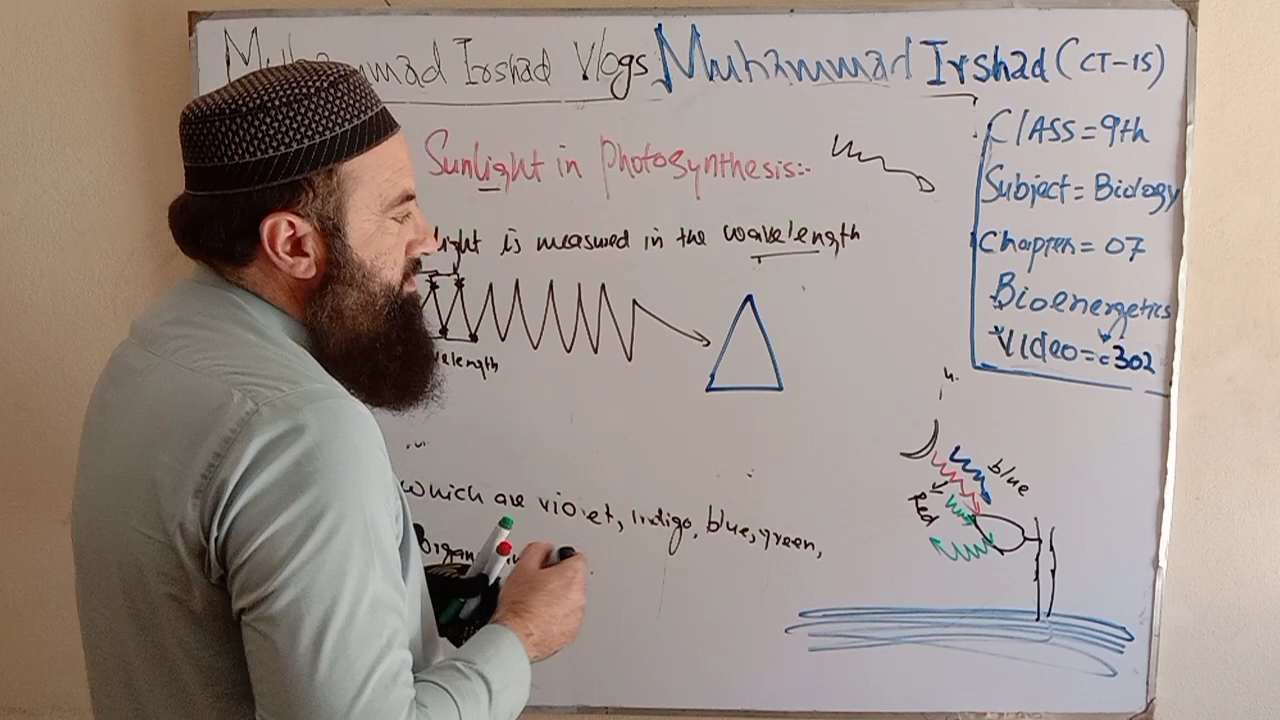 Muhammad Irshad Vlogs Muhammad Irshad (CT-15)
Class = 9th
Subject = Biology
Chapter = 07
Bioenergetics
Video = 302
Sunlight in Photosynthesis:-
light is measured in the wavelength
velength
blue
Red
which are violet, indigo, blue, green,